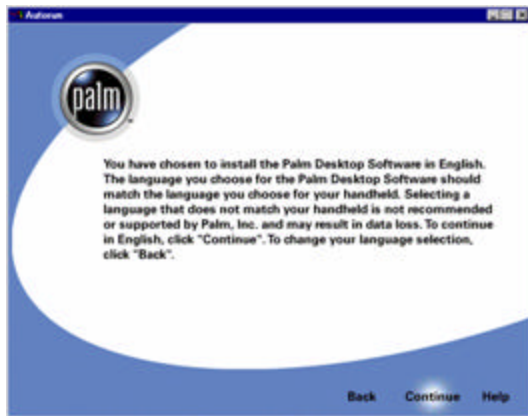 Autorun
palm
You have chosen to install the Palm Desktop Software in English.
The language you choose for the Palm Desktop Software should
match the language you choose for your handheld. Selecting a
language that does not match your handheld is not recommended
or supported by Palm, Inc. and may result in data loss. To continue
in English, click "Continue". To change your language selection,
click "Back".
Back Continue Help